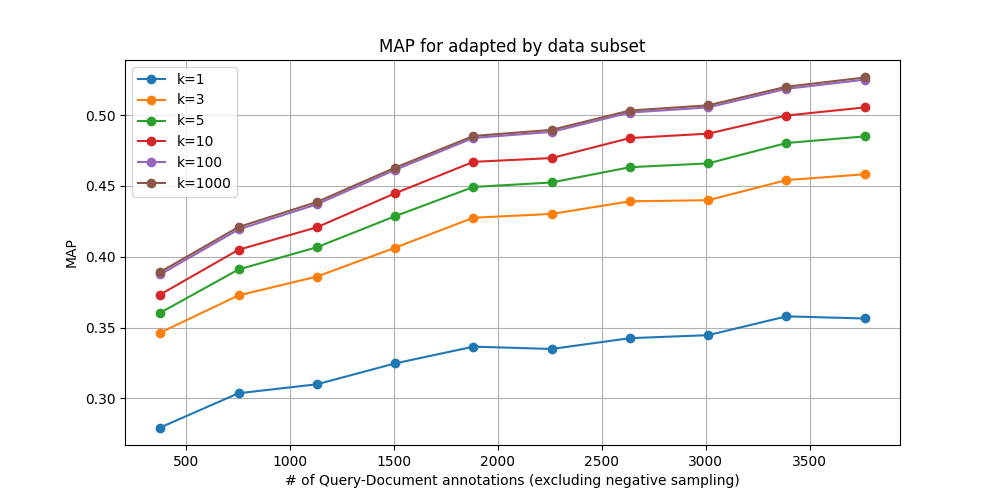 MAP for adapted by data subset
k=1
k=3
k=5
k=10
k=100
k=1000
0.50
0.45
0.40
0.35
0.30
MAP
500 1000 1500 2000 2500 3000 3500
# of Query-Document annotations (excluding negative sampling)